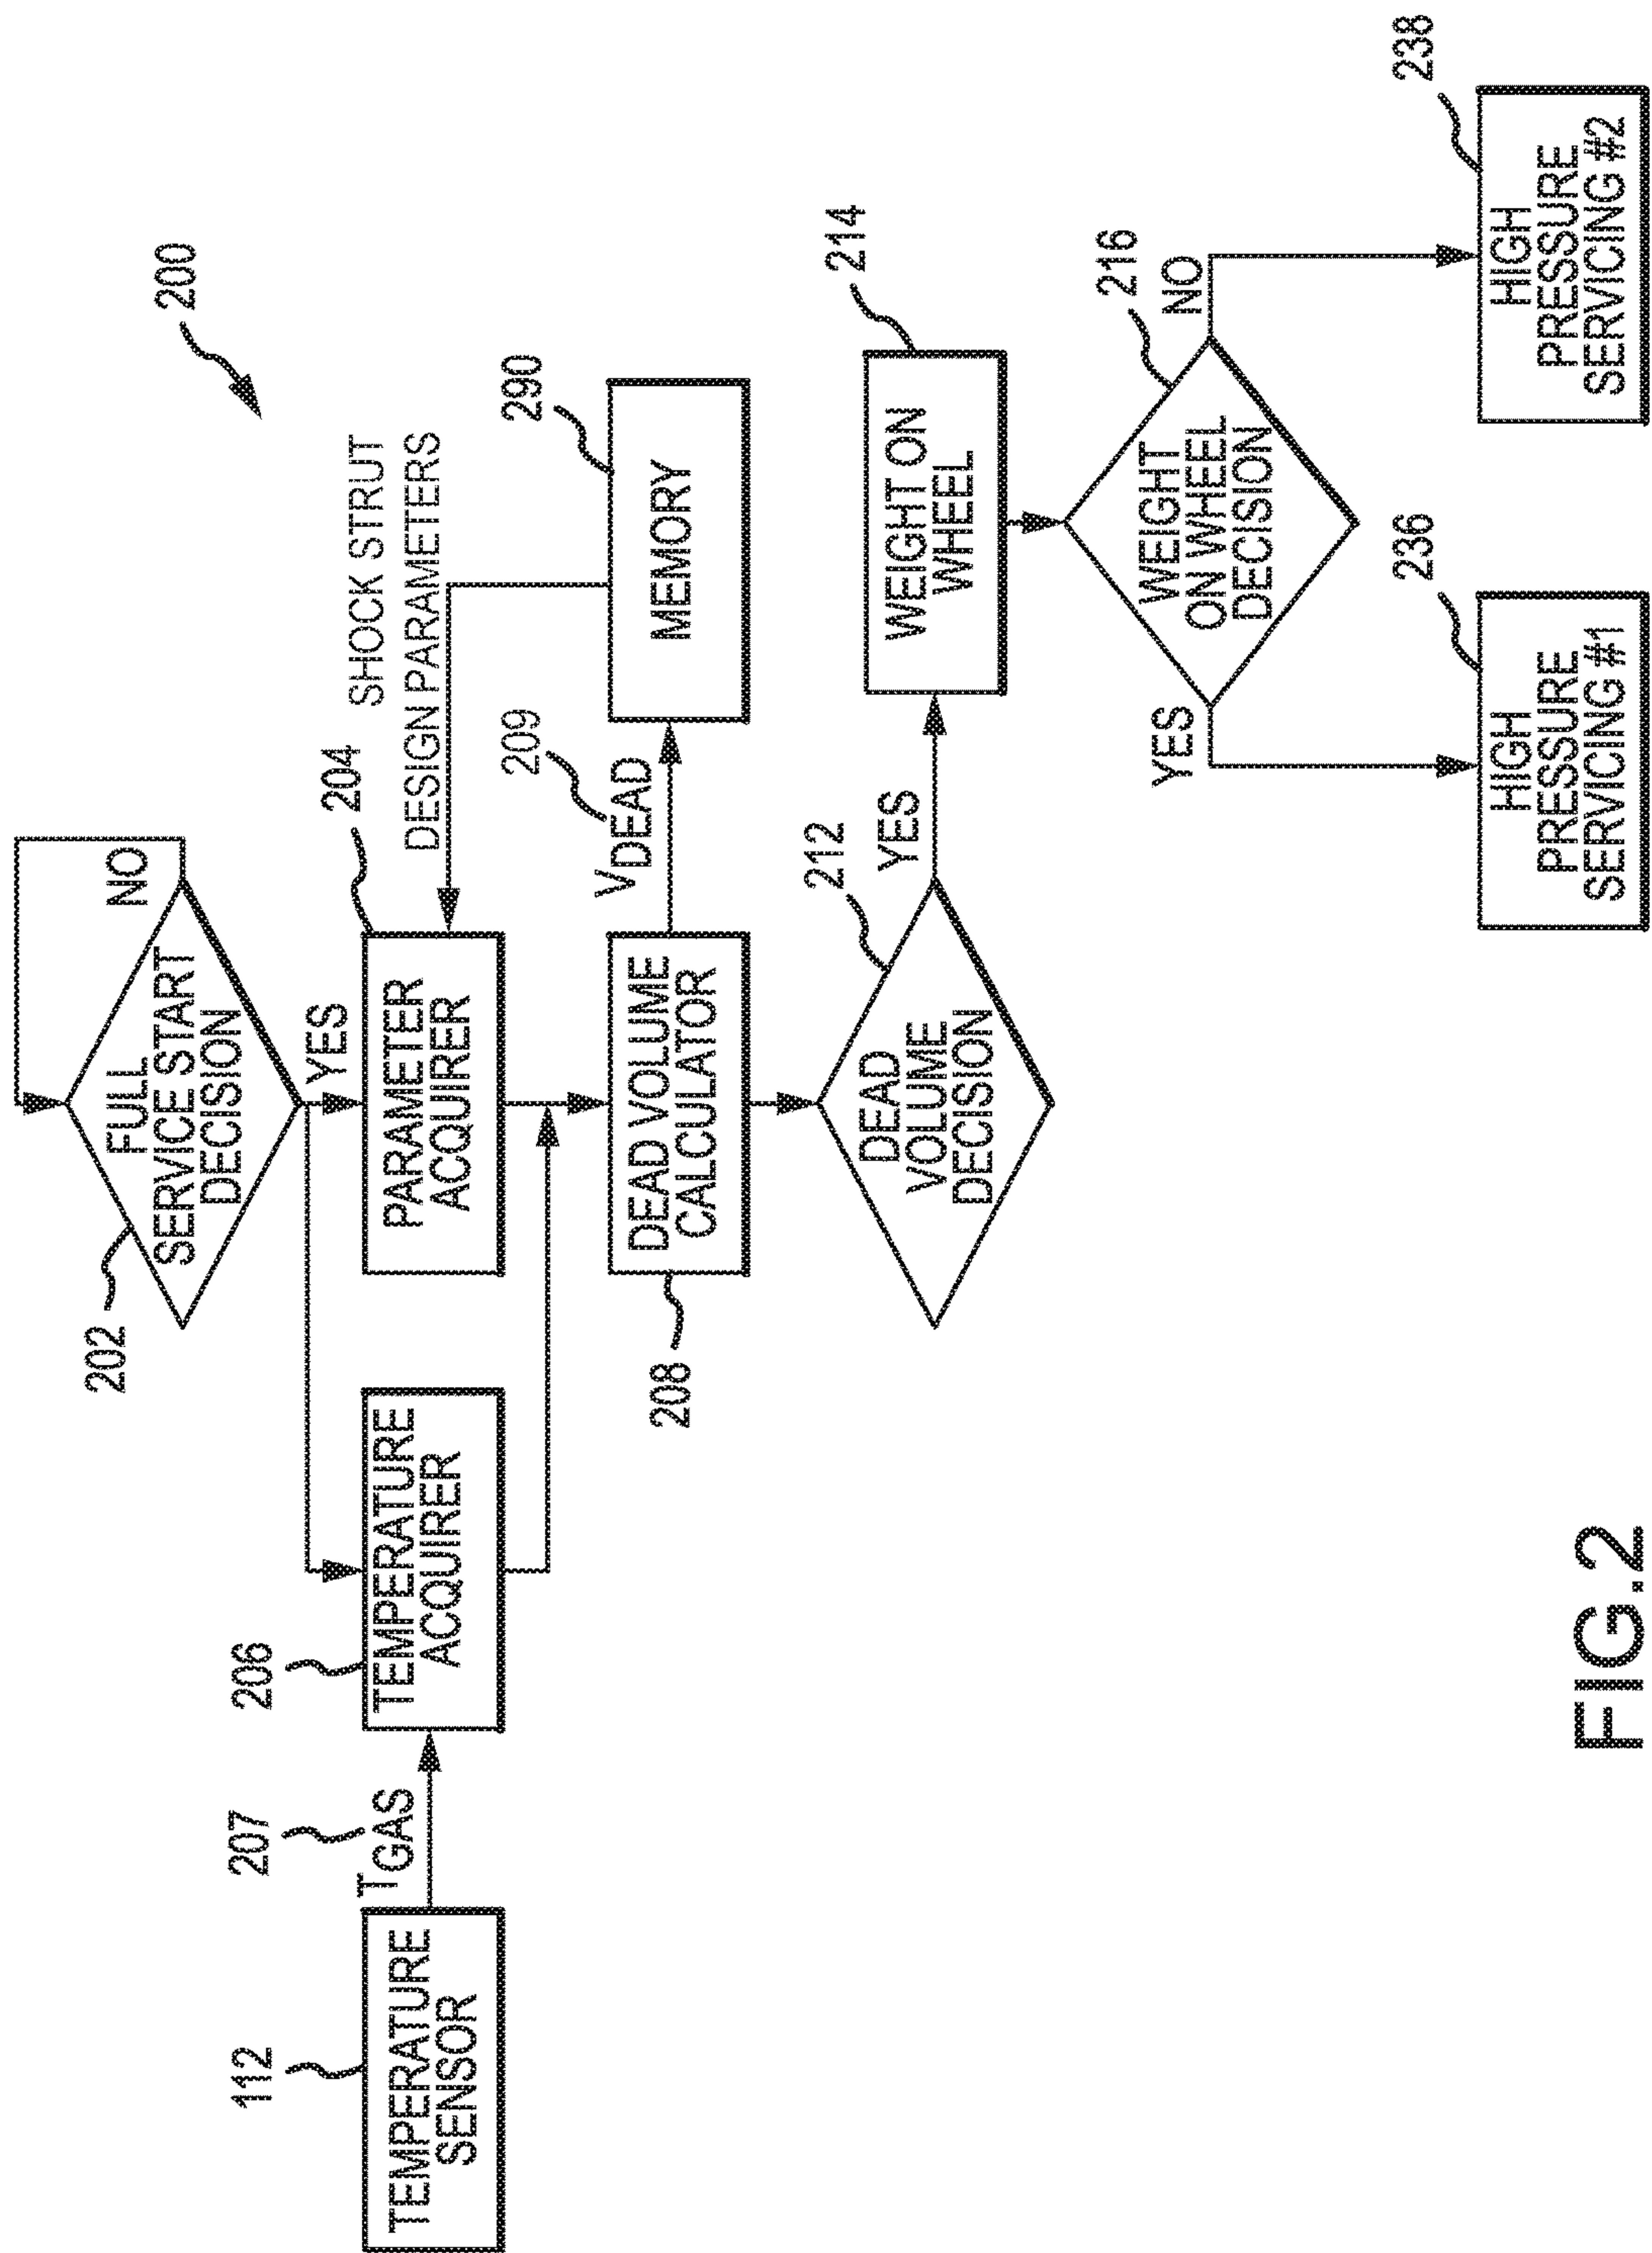 200
202
FULL
SERVICE START
DECISION
NO
YES
SHOCK STRUT
DESIGN PARAMETERS
112
TEMPERATURE
SENSOR
207
TGAS
206
TEMPERATURE
ACQUIRER
204
PARAMETER
ACQUIRER
208
DEAD VOLUME
CALCULATOR
209
VDEAD
290
MEMORY
212
DEAD
VOLUME
DECISION
YES
214
WEIGHT ON
WHEEL
216
WEIGHT
ON WHEEL
DECISION
YES
NO
236
HIGH
PRESSURE
SERVICING #1
238
HIGH
PRESSURE
SERVICING #2
FIG.2